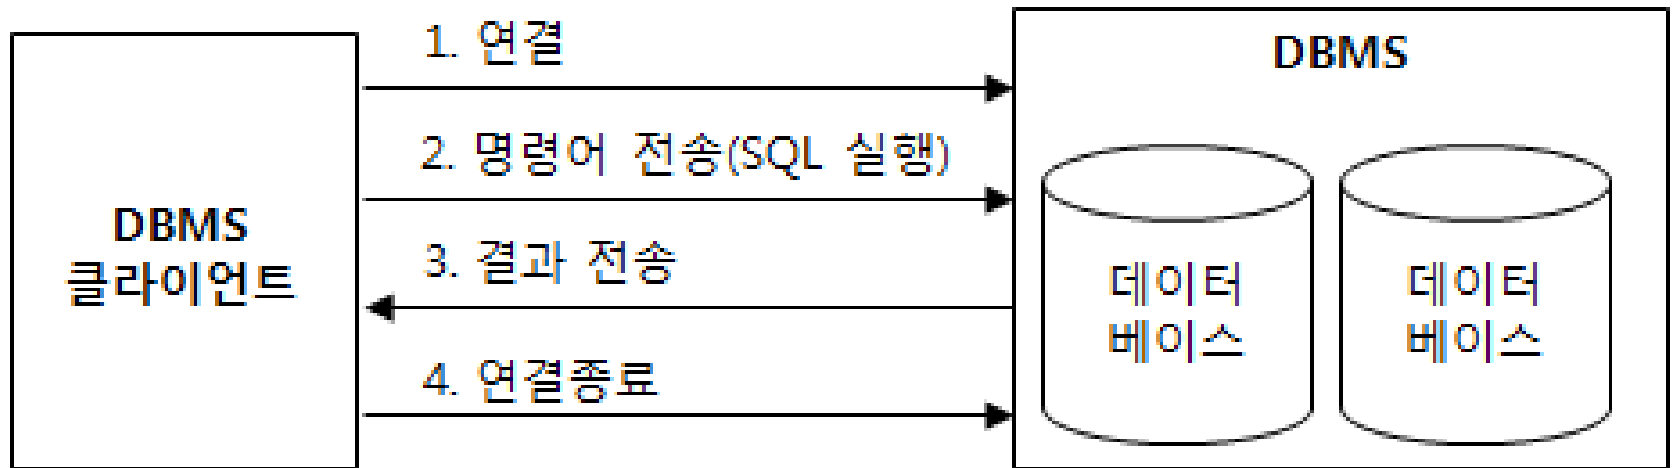 DBMS
클라이언트
1. 연결
2. 명령어 전송(SQL 실행)
3. 결과 전송
4. 연결종료
DBMS
데이터
베이스
데이터
베이스